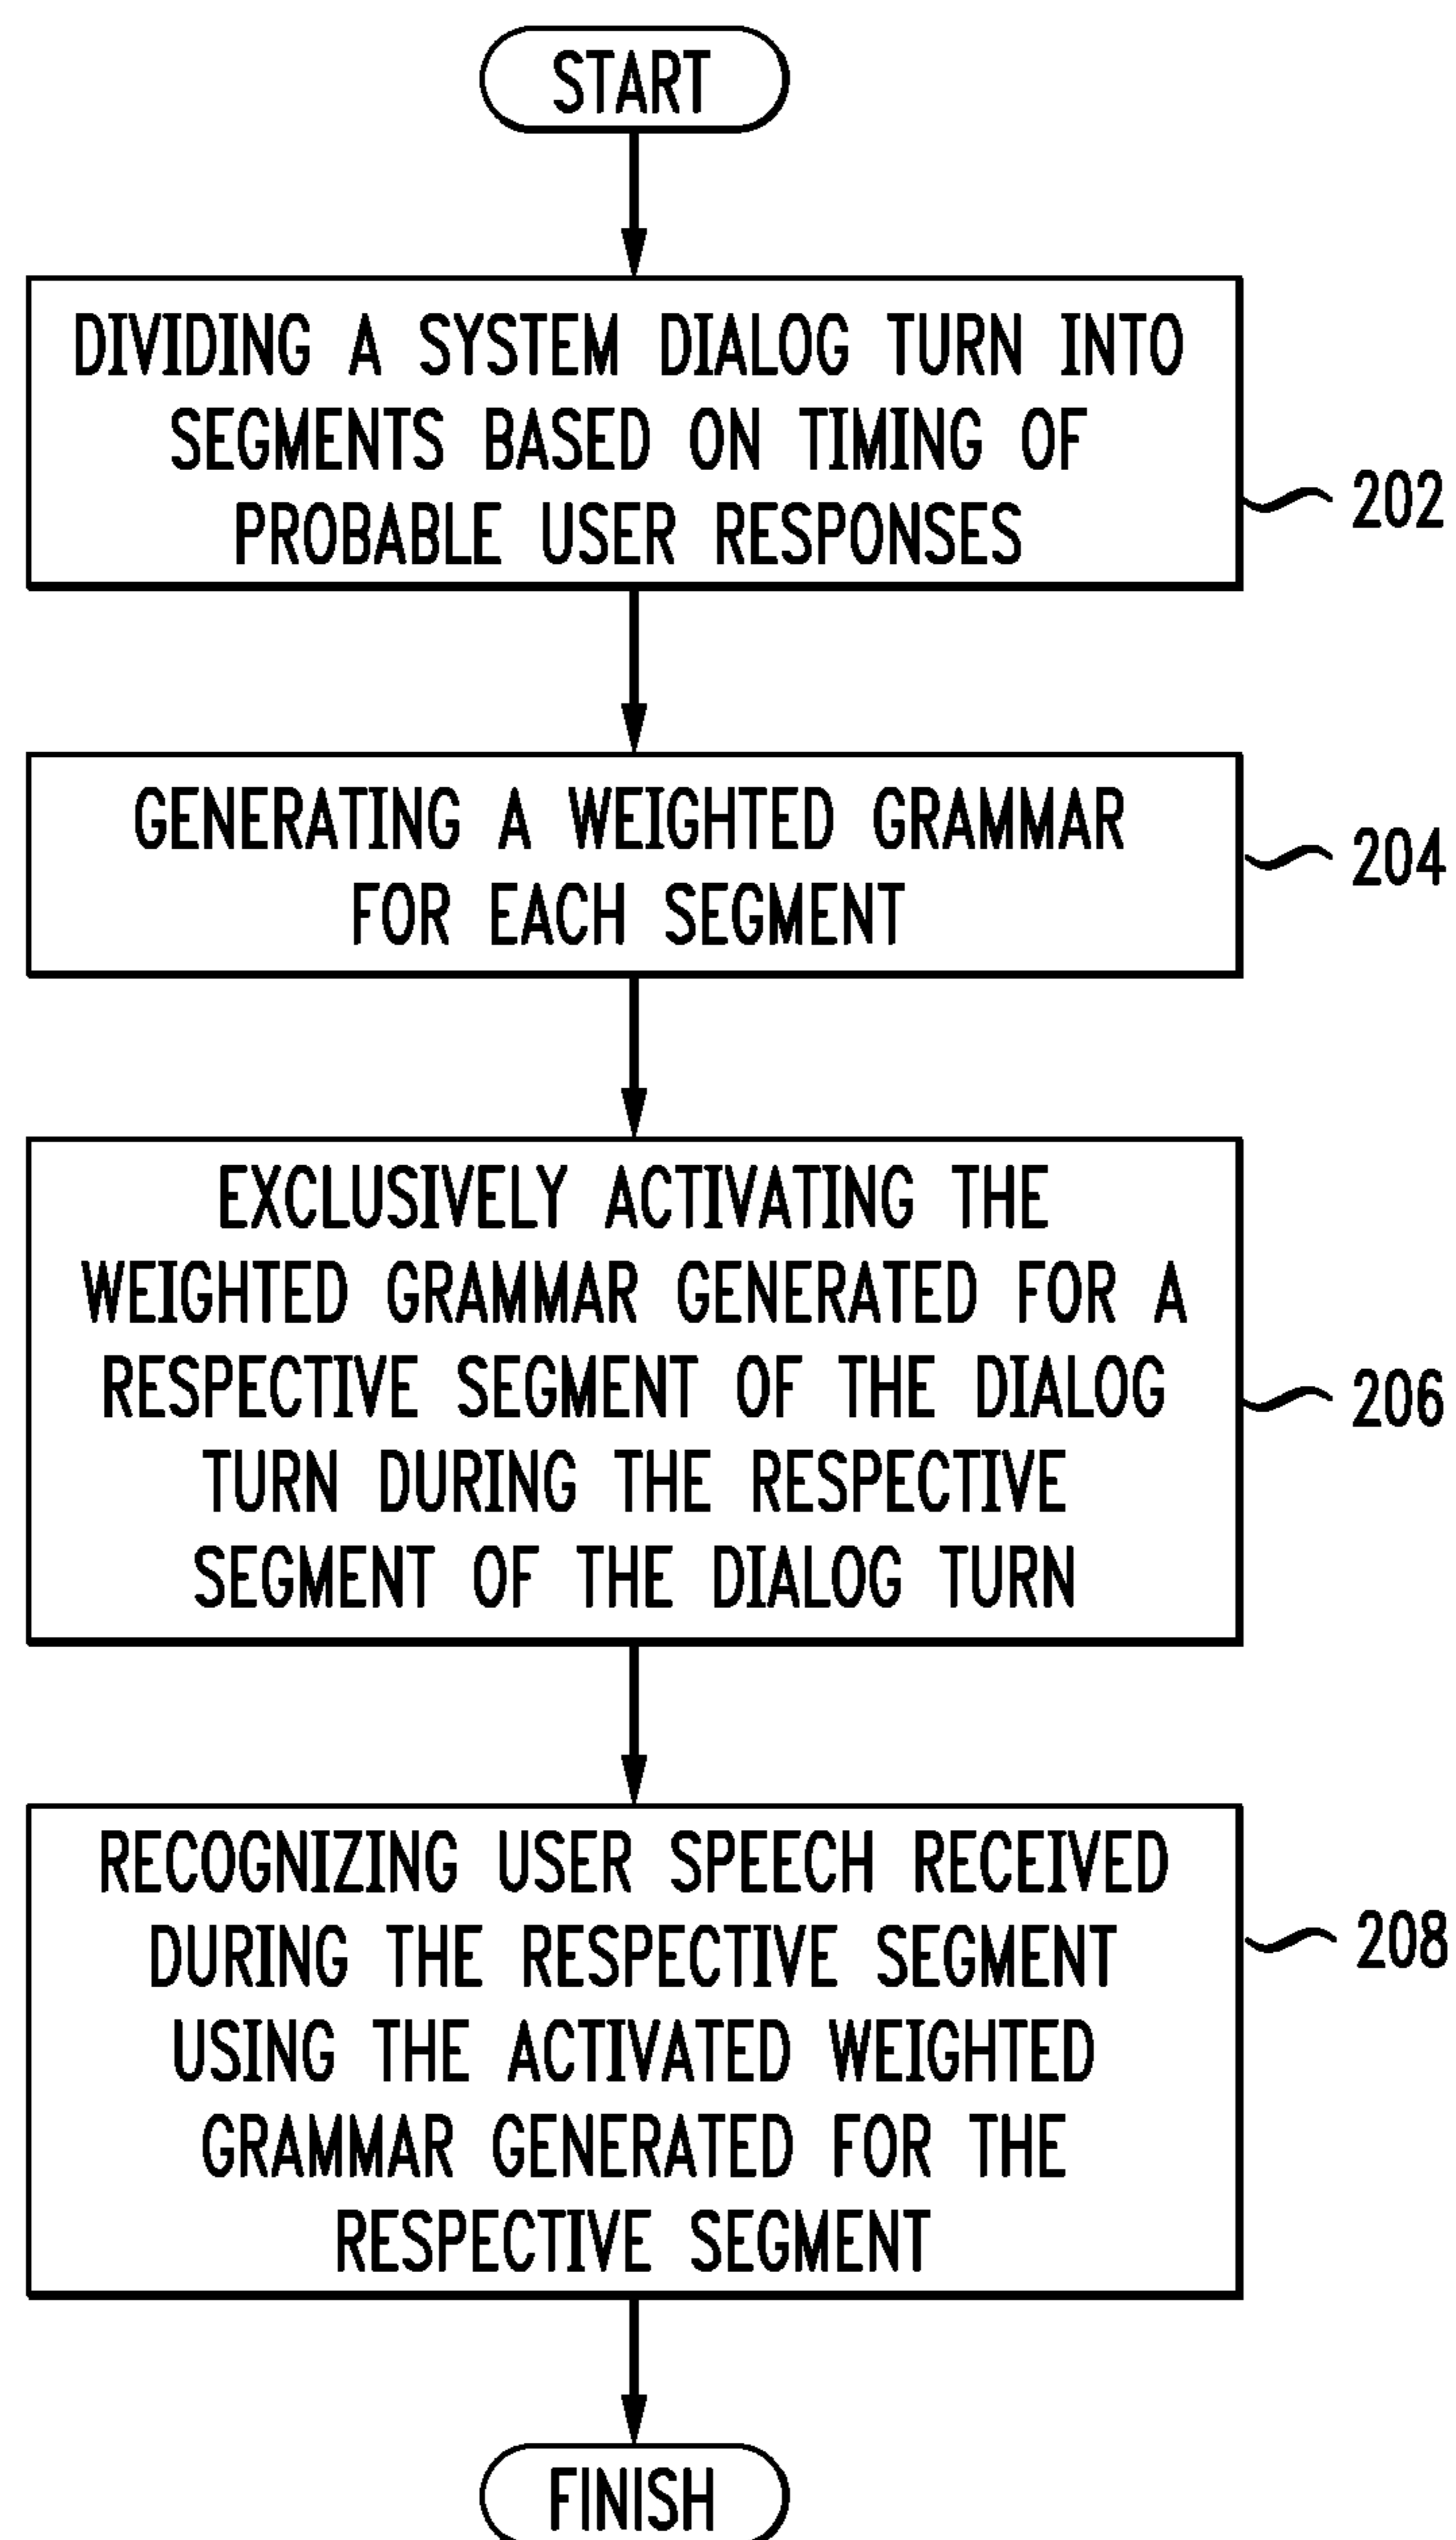 START
DIVIDING A SYSTEM DIALOG TURN INTO
SEGMENTS BASED ON TIMING OF
PROBABLE USER RESPONSES
202
GENERATING A WEIGHTED GRAMMAR
FOR EACH SEGMENT
204
EXCLUSIVELY ACTIVATING THE
WEIGHTED GRAMMAR GENERATED FOR A
RESPECTIVE SEGMENT OF THE DIALOG
TURN DURING THE RESPECTIVE
SEGMENT OF THE DIALOG TURN
206
RECOGNIZING USER SPEECH RECEIVED
DURING THE RESPECTIVE SEGMENT
USING THE ACTIVATED WEIGHTED
GRAMMAR GENERATED FOR THE
RESPECTIVE SEGMENT
208
FINISH